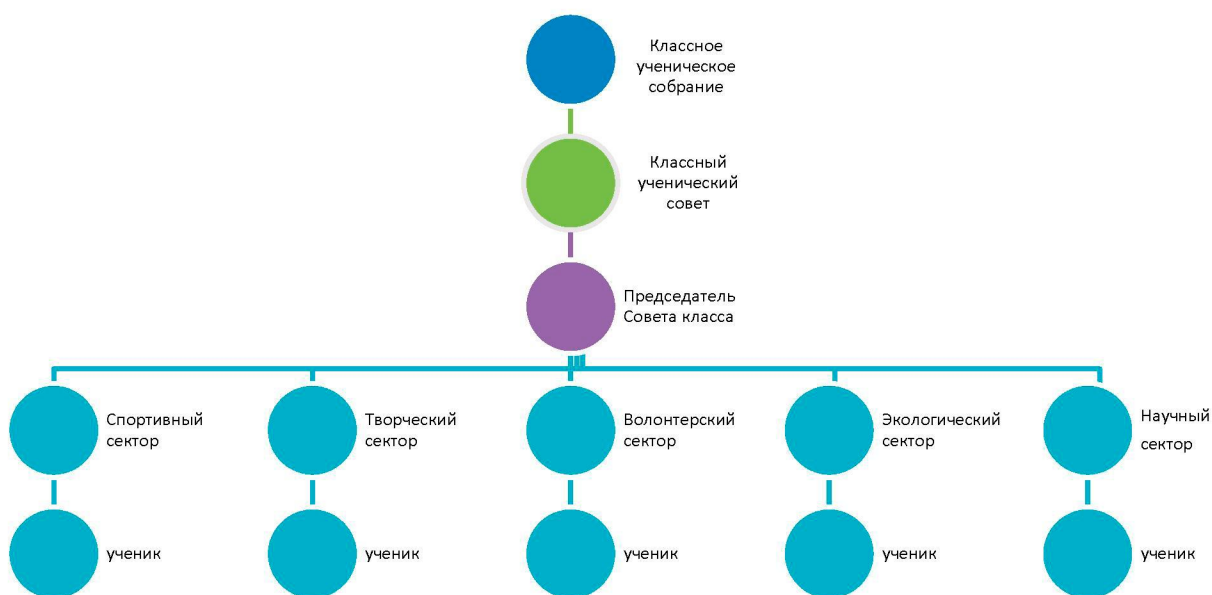 Классное
ученическое
собрание
Классный
ученический
совет
Председатель
Совета класса
Спортивный
сектор
Творческий
сектор
Волонтерский
сектор
Экологический
сектор
Научный
сектор
ученик
ученик
ученик
ученик
ученик